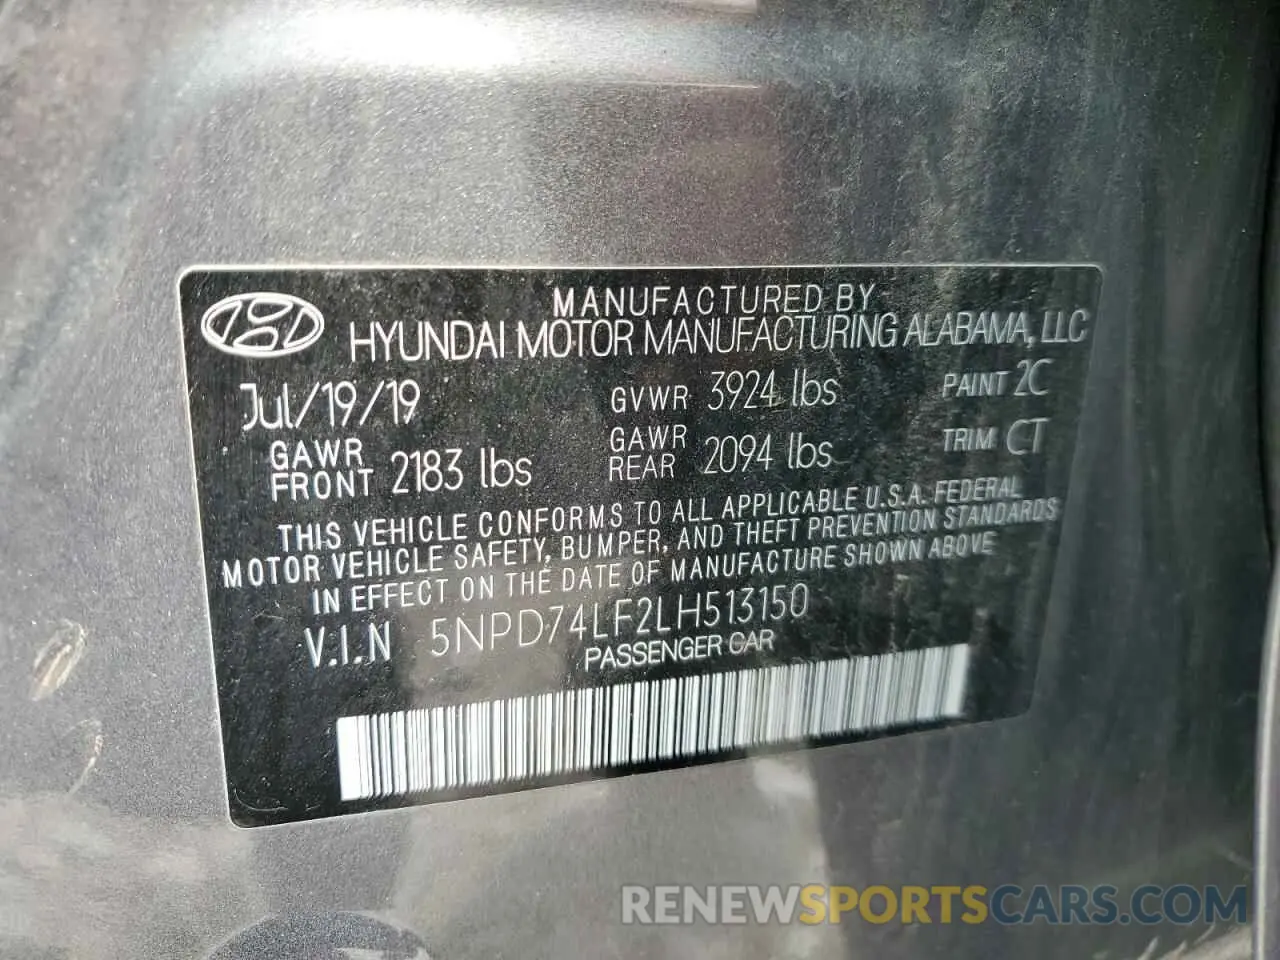 MANUFACTURED BY
HYUNDAI MOTOR MANUFACTURING ALABAMA, LLC
Jul/19/19 GVWR 3924 lbs PAINT 2C
GAWR FRONT 2183 lbs GAWR REAR 2094 lbs TRIM CT
THIS VEHICLE CONFORMS TO ALL APPLICABLE U.S.A. FEDERAL
MOTOR VEHICLE SAFETY, BUMPER, AND THEFT PREVENTION STANDARDS
IN EFFECT ON THE DATE OF MANUFACTURE SHOWN ABOVE
V.I.N 5NPD74LF2LH513150
PASSENGER CAR
RENEWSPORTSCARS.COM